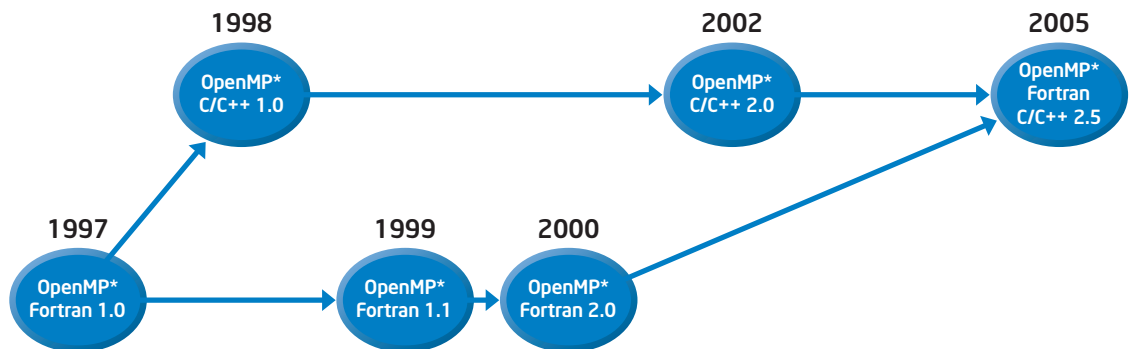 1998
OpenMP*
C/C++ 1.0
2002
OpenMP*
C/C++ 2.0
2005
OpenMP*
Fortran
C/C++ 2.5
1997
OpenMP*
Fortran 1.0
1999
OpenMP*
Fortran 1.1
2000
OpenMP*
Fortran 2.0